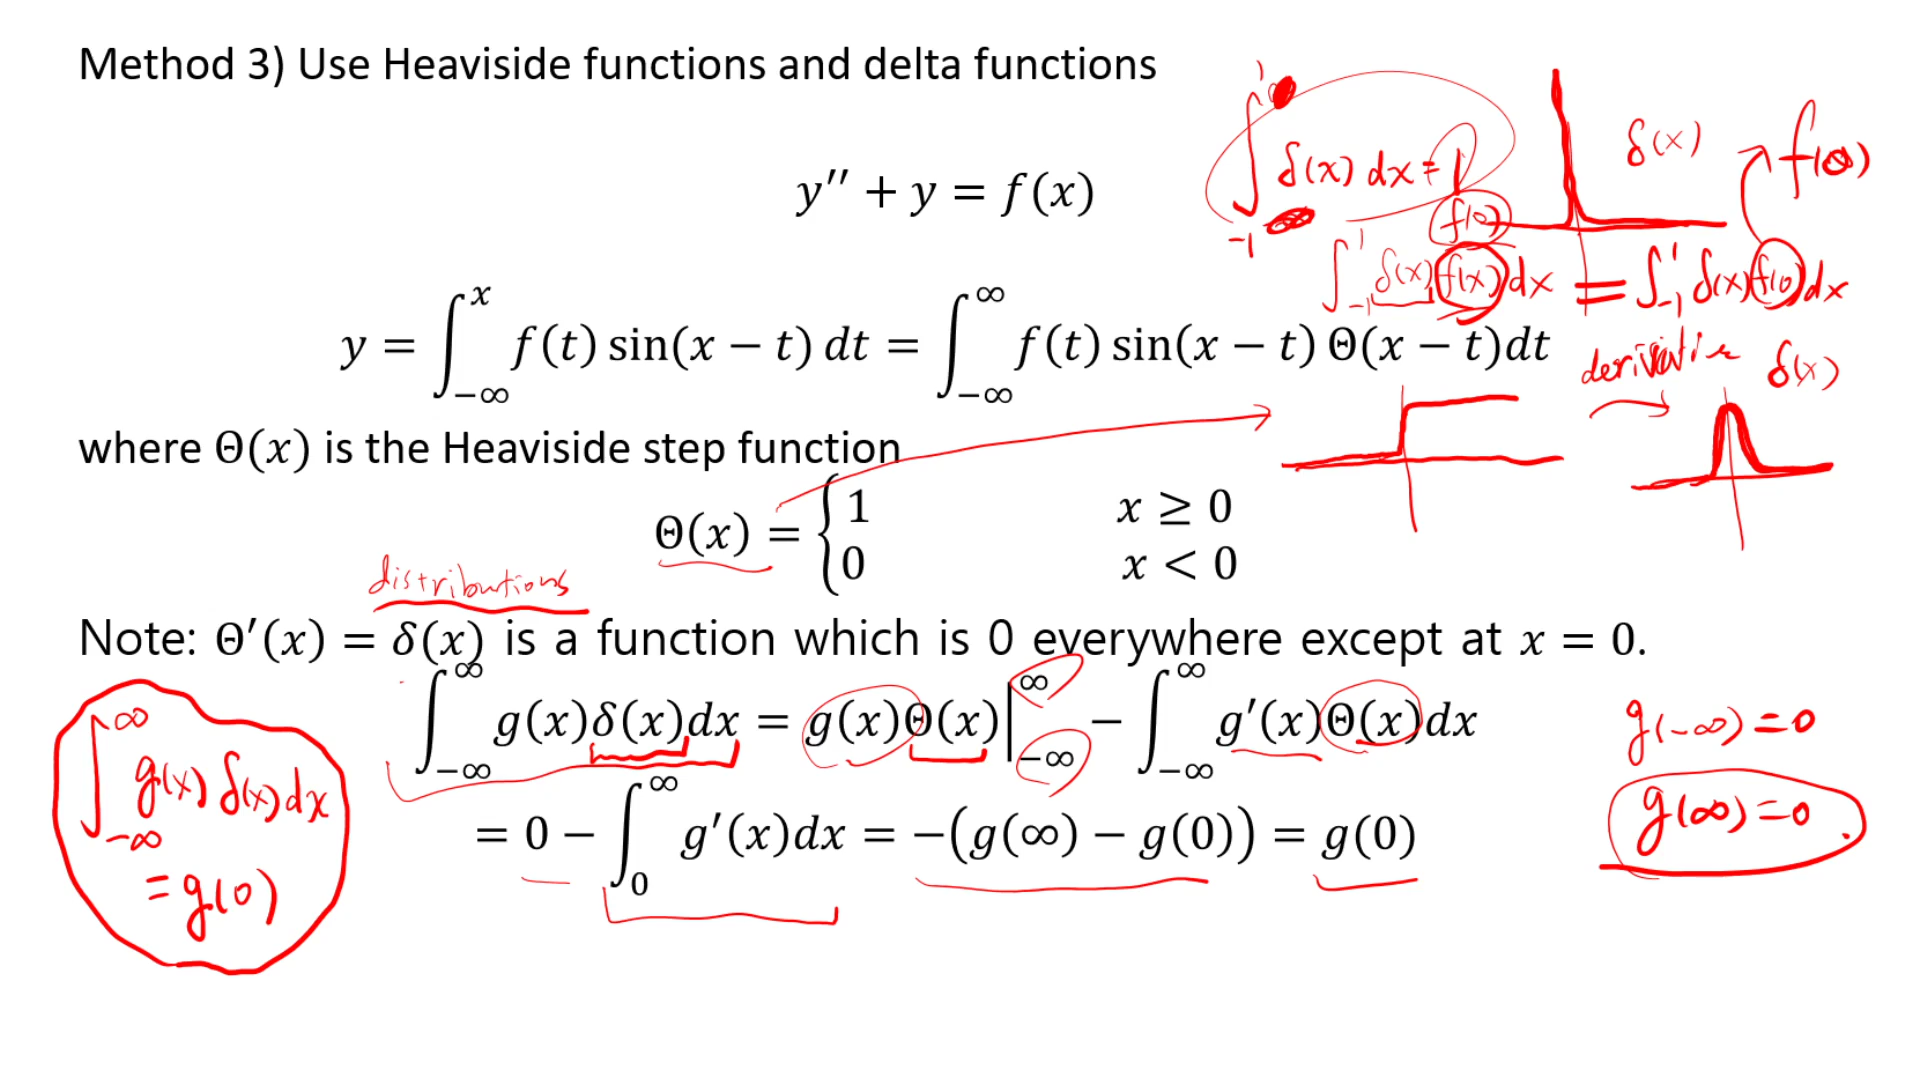 Method 3) Use Heaviside functions and delta functions
∫_{-1}^{1} δ(x) dx = 1
δ(x)
f(0)
y′′ + y = f(x)
f(0)
∫_{-1}^{1} δ(x) f(x) dx = ∫_{-1}^{1} δ(x) f(0) dx
y = ∫_{−∞}^{x} f(t) sin(x − t) dt = ∫_{−∞}^{∞} f(t) sin(x − t) Θ(x − t)dt
derivative δ(x)
where Θ(x) is the Heaviside step function
Θ(x) = { 1 x ≥ 0
0 x < 0
distributions
Note: Θ′(x) = δ(x) is a function which is 0 everywhere except at x = 0.
∫_{−∞}^{∞} g(x)δ(x)dx = g(x)Θ(x)|_{−∞}^{∞} − ∫_{−∞}^{∞} g′(x)Θ(x)dx
g(-∞) = 0
= 0 − ∫_{0}^{∞} g′(x)dx = −(g(∞) − g(0)) = g(0)
g(∞) = 0.
∫_{-∞}^{∞} g(x) δ(x) dx
= g(0)